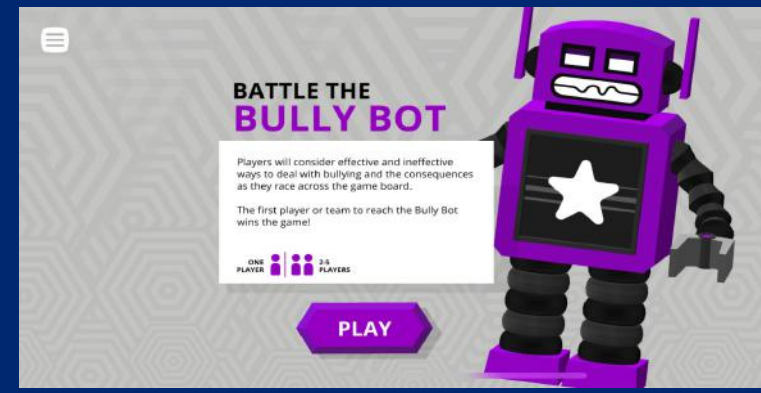 BATTLE THE
BULLY BOT
Players will consider effective and ineffective
ways to deal with bullying and the consequences
as they race across the game board.
The first player or team to reach the Bully Bot
wins the game!
ONE
PLAYER
2-5
PLAYERS
PLAY